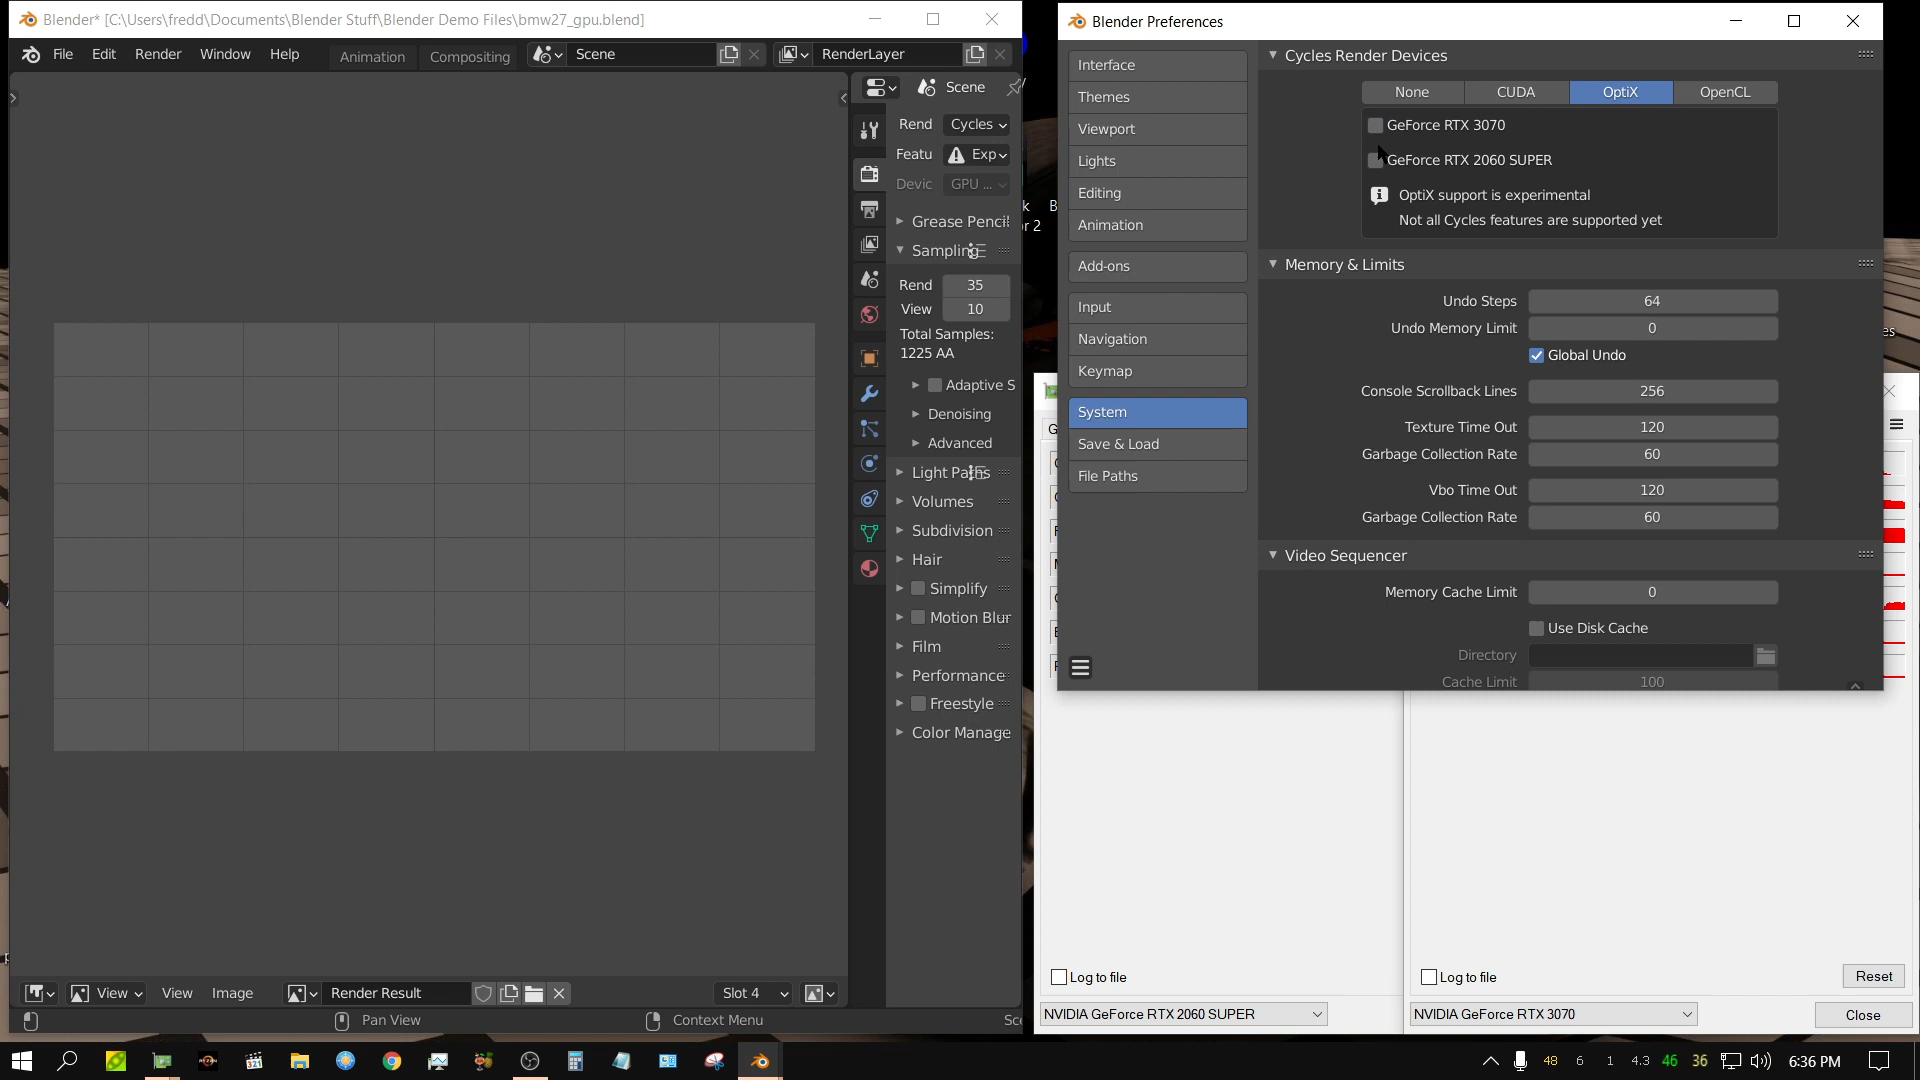 Blender* [C:\Users\fredd\Documents\Blender Stuff\Blender Demo Files\bmw27_gpu.blend]
File Edit Render Window Help Animation Compositing Scene RenderLayer
Scene
Rend Cycles
Featu Exp
Devic GPU ...
Grease Pencil
Sampling
Rend 35
View 10
Total Samples:
1225 AA
Adaptive S
Denoising
Advanced
Light Paths
Volumes
Subdivision
Hair
Simplify
Motion Blur
Film
Performance
Freestyle
Color Manage
View View Image Render Result Slot 4
Pan View Context Menu Sce
Blender Preferences
Interface
Themes
Viewport
Lights
Editing
Animation
Add-ons
Input
Navigation
Keymap
System
Save & Load
File Paths
Cycles Render Devices
None CUDA OptiX OpenCL
GeForce RTX 3070
GeForce RTX 2060 SUPER
OptiX support is experimental
Not all Cycles features are supported yet
Memory & Limits
Undo Steps 64
Undo Memory Limit 0
Global Undo
Console Scrollback Lines 256
Texture Time Out 120
Garbage Collection Rate 60
Vbo Time Out 120
Garbage Collection Rate 60
Video Sequencer
Memory Cache Limit 0
Use Disk Cache
Directory
Cache Limit 100
Log to file Log to file Reset
NVIDIA GeForce RTX 2060 SUPER NVIDIA GeForce RTX 3070 Close
48 6 1 4.3 46 36 6:36 PM